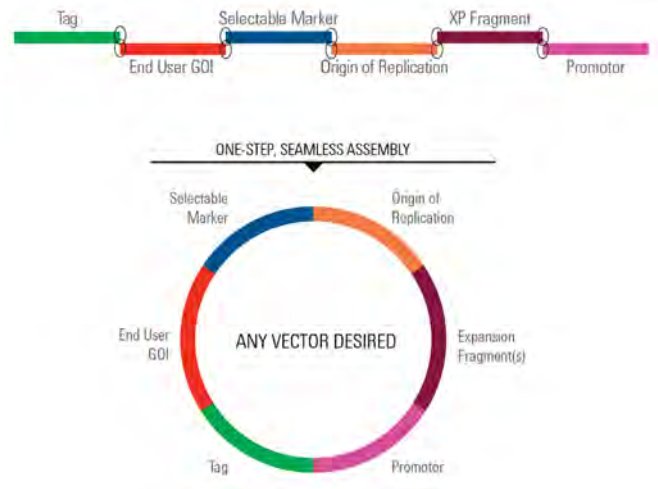 Tag
Selectable Marker
XP Fragment
End User GOI
Origin of Replication
Promotor
ONE-STEP, SEAMLESS ASSEMBLY
Selectable
Marker
Origin of
Replication
End User
GOI
ANY VECTOR DESIRED
Expansion
Fragment(s)
Tag
Promotor